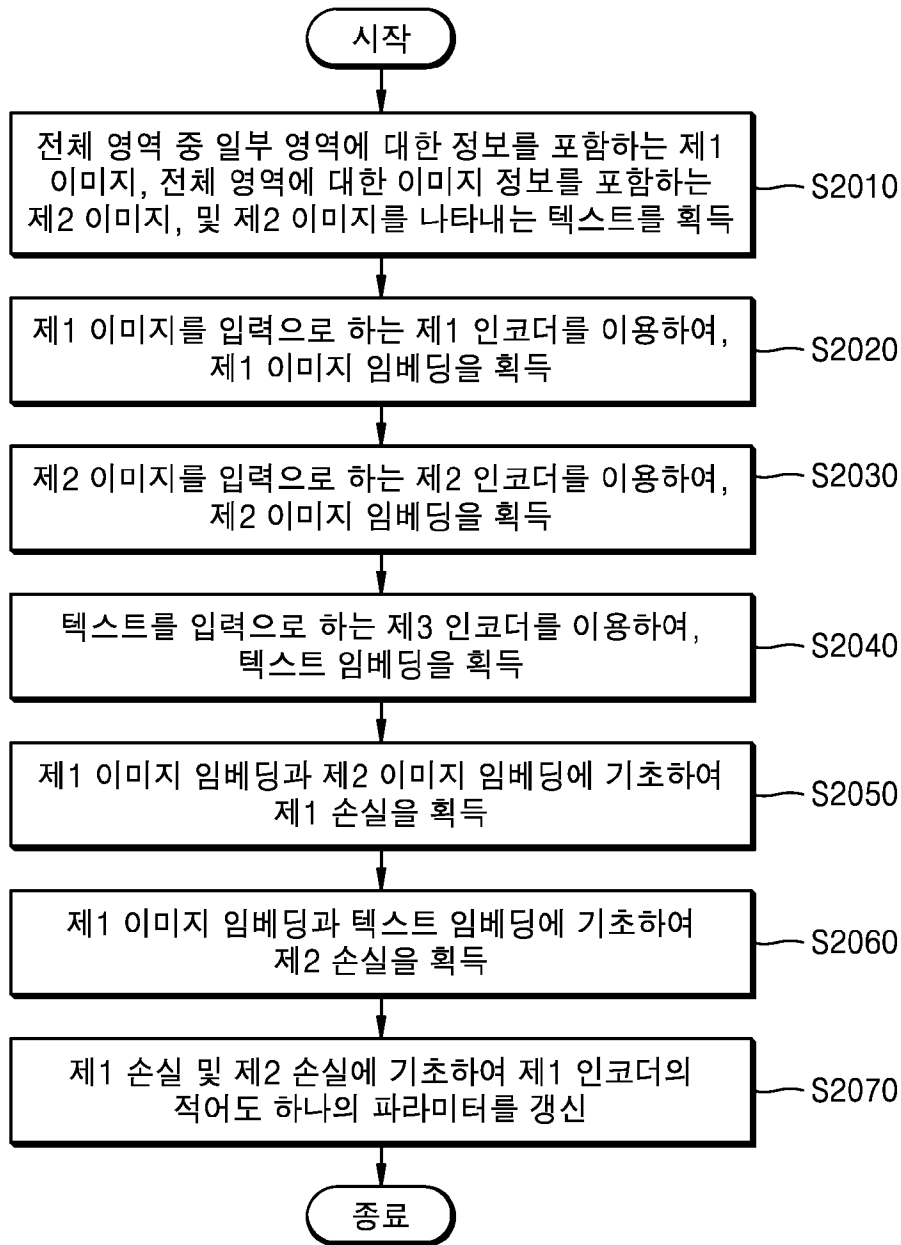 시작
전체 영역 중 일부 영역에 대한 정보를 포함하는 제1
이미지, 전체 영역에 대한 이미지 정보를 포함하는
제2 이미지, 및 제2 이미지를 나타내는 텍스트를 획득
S2010
제1 이미지를 입력으로 하는 제1 인코더를 이용하여,
제1 이미지 임베딩을 획득
S2020
제2 이미지를 입력으로 하는 제2 인코더를 이용하여,
제2 이미지 임베딩을 획득
S2030
텍스트를 입력으로 하는 제3 인코더를 이용하여,
텍스트 임베딩을 획득
S2040
제1 이미지 임베딩과 제2 이미지 임베딩에 기초하여
제1 손실을 획득
S2050
제1 이미지 임베딩과 텍스트 임베딩에 기초하여
제2 손실을 획득
S2060
제1 손실 및 제2 손실에 기초하여 제1 인코더의
적어도 하나의 파라미터를 갱신
S2070
종료